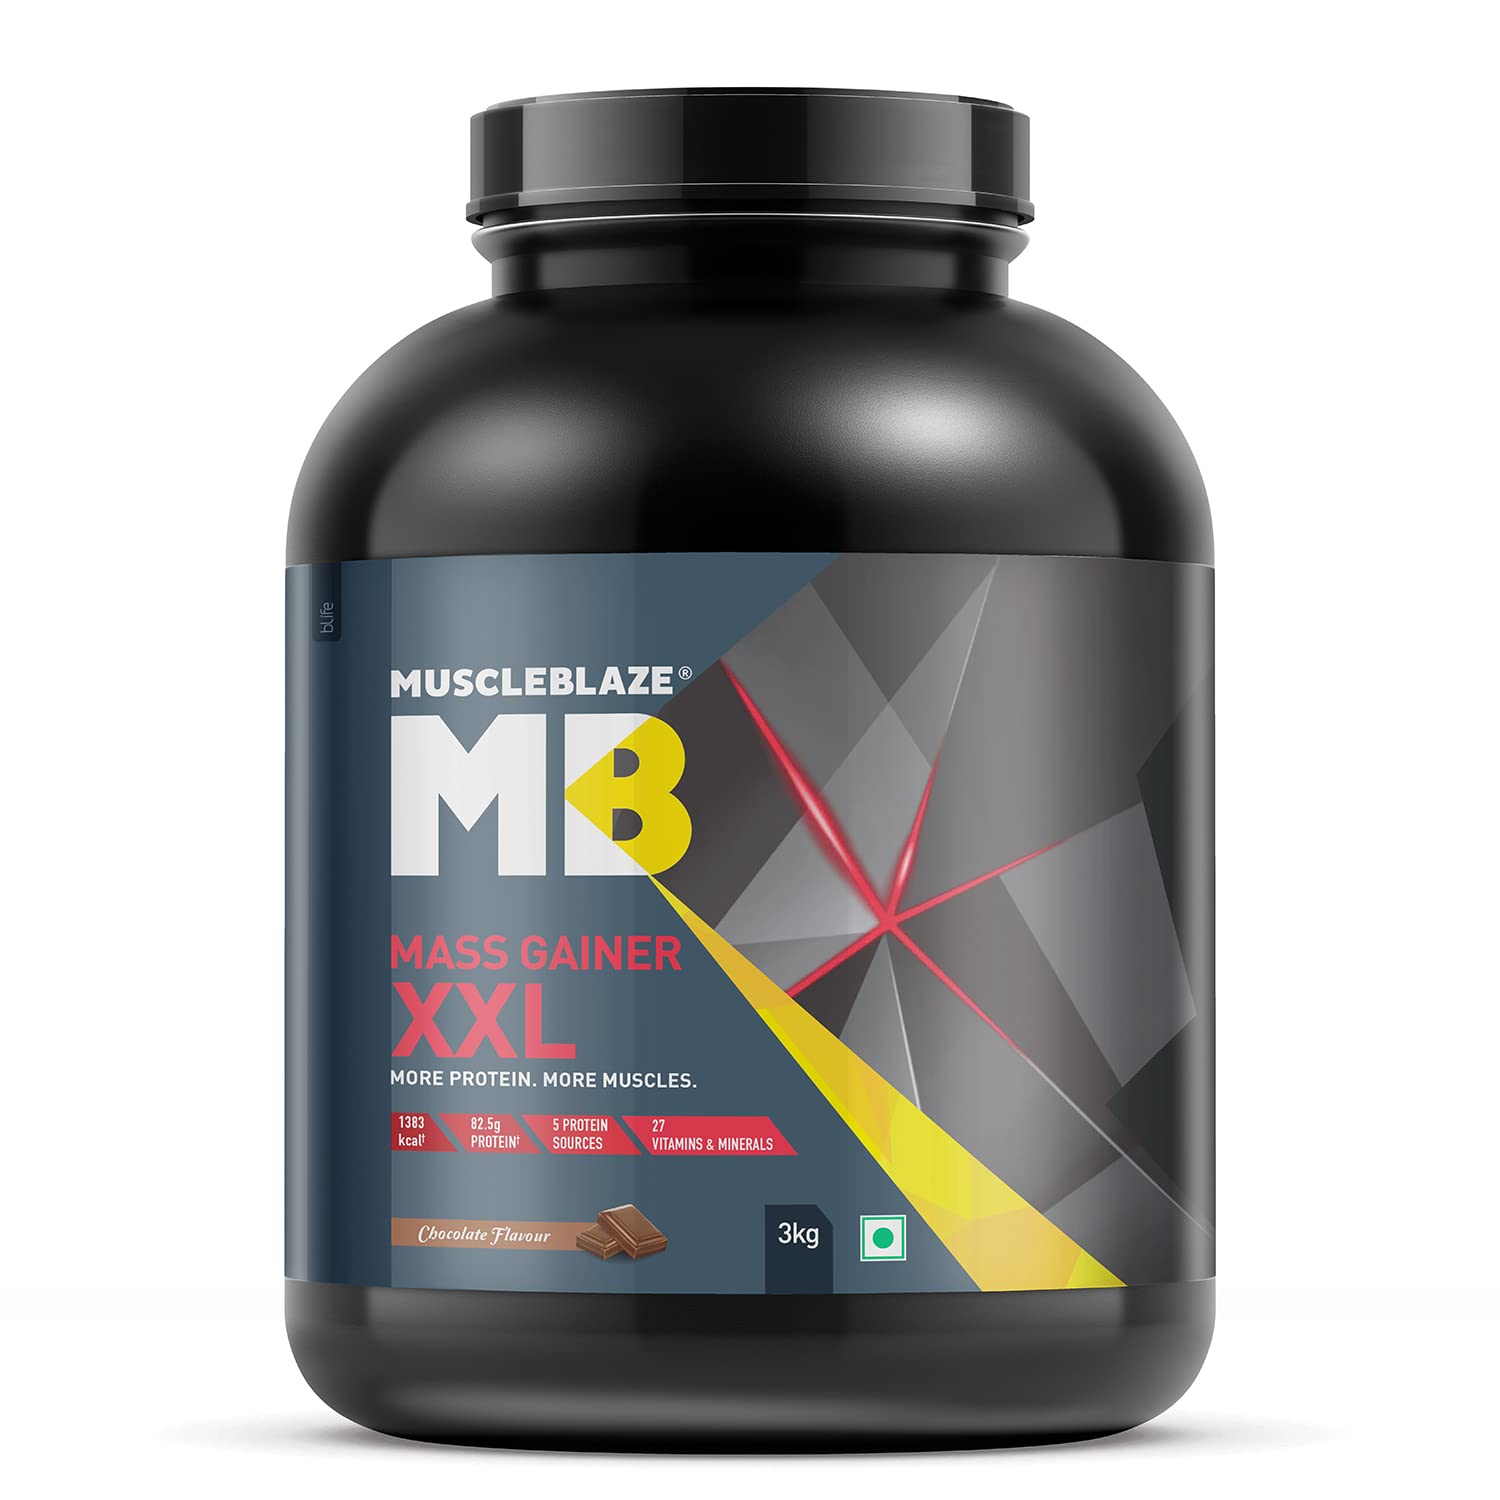 bLife
MUSCLEBLAZE®
MB
MASS GAINER
XXL
MORE PROTEIN. MORE MUSCLES.
1383
kcal†
82.5g
PROTEIN†
5 PROTEIN
SOURCES
27
VITAMINS & MINERALS
Chocolate Flavour
3kg